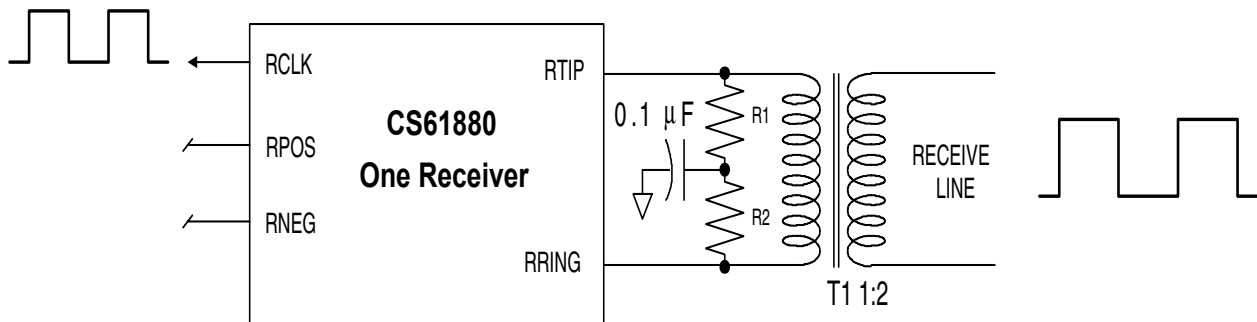 RCLK
RPOS
RNEG
CS61880
One Receiver
RTIP
RRING
0.1 μF
R1
R2
T1 1:2
RECEIVE
LINE